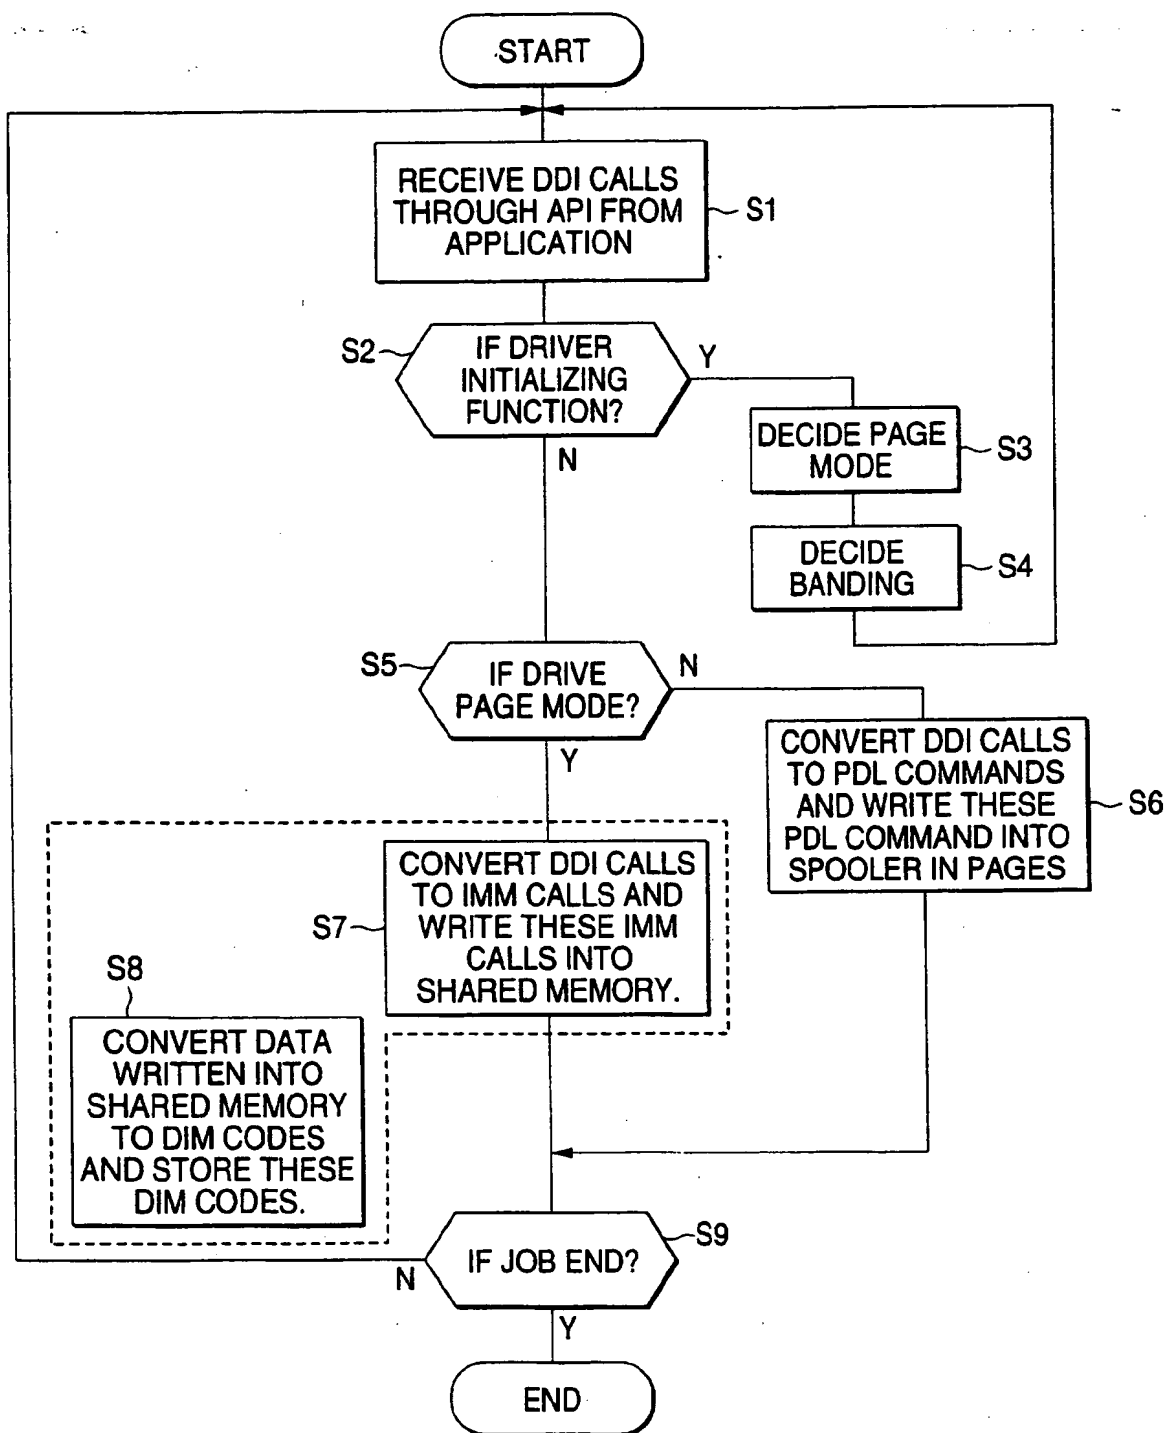 START
RECEIVE DDI CALLS
THROUGH API FROM
APPLICATION
S1
S2
IF DRIVER
INITIALIZING
FUNCTION?
Y
N
DECIDE PAGE
MODE
S3
DECIDE
BANDING
S4
S5
IF DRIVE
PAGE MODE?
N
Y
CONVERT DDI CALLS
TO PDL COMMANDS
AND WRITE THESE
PDL COMMAND INTO
SPOOLER IN PAGES
S6
S7
CONVERT DDI CALLS
TO IMM CALLS AND
WRITE THESE IMM
CALLS INTO
SHARED MEMORY.
S8
CONVERT DATA
WRITTEN INTO
SHARED MEMORY
TO DIM CODES
AND STORE THESE
DIM CODES.
S9
IF JOB END?
N
Y
END